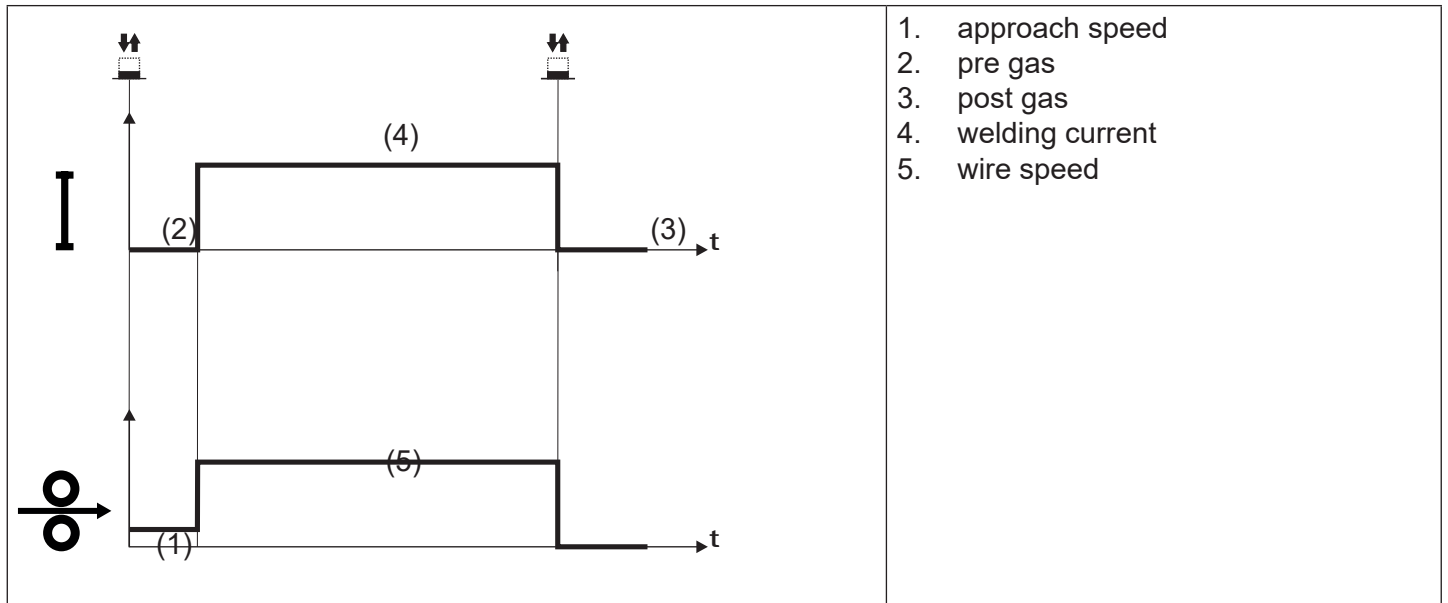 (4)
(2)
(3)
t
I
(5)
(1)
t
1. approach speed
2. pre gas
3. post gas
4. welding current
5. wire speed